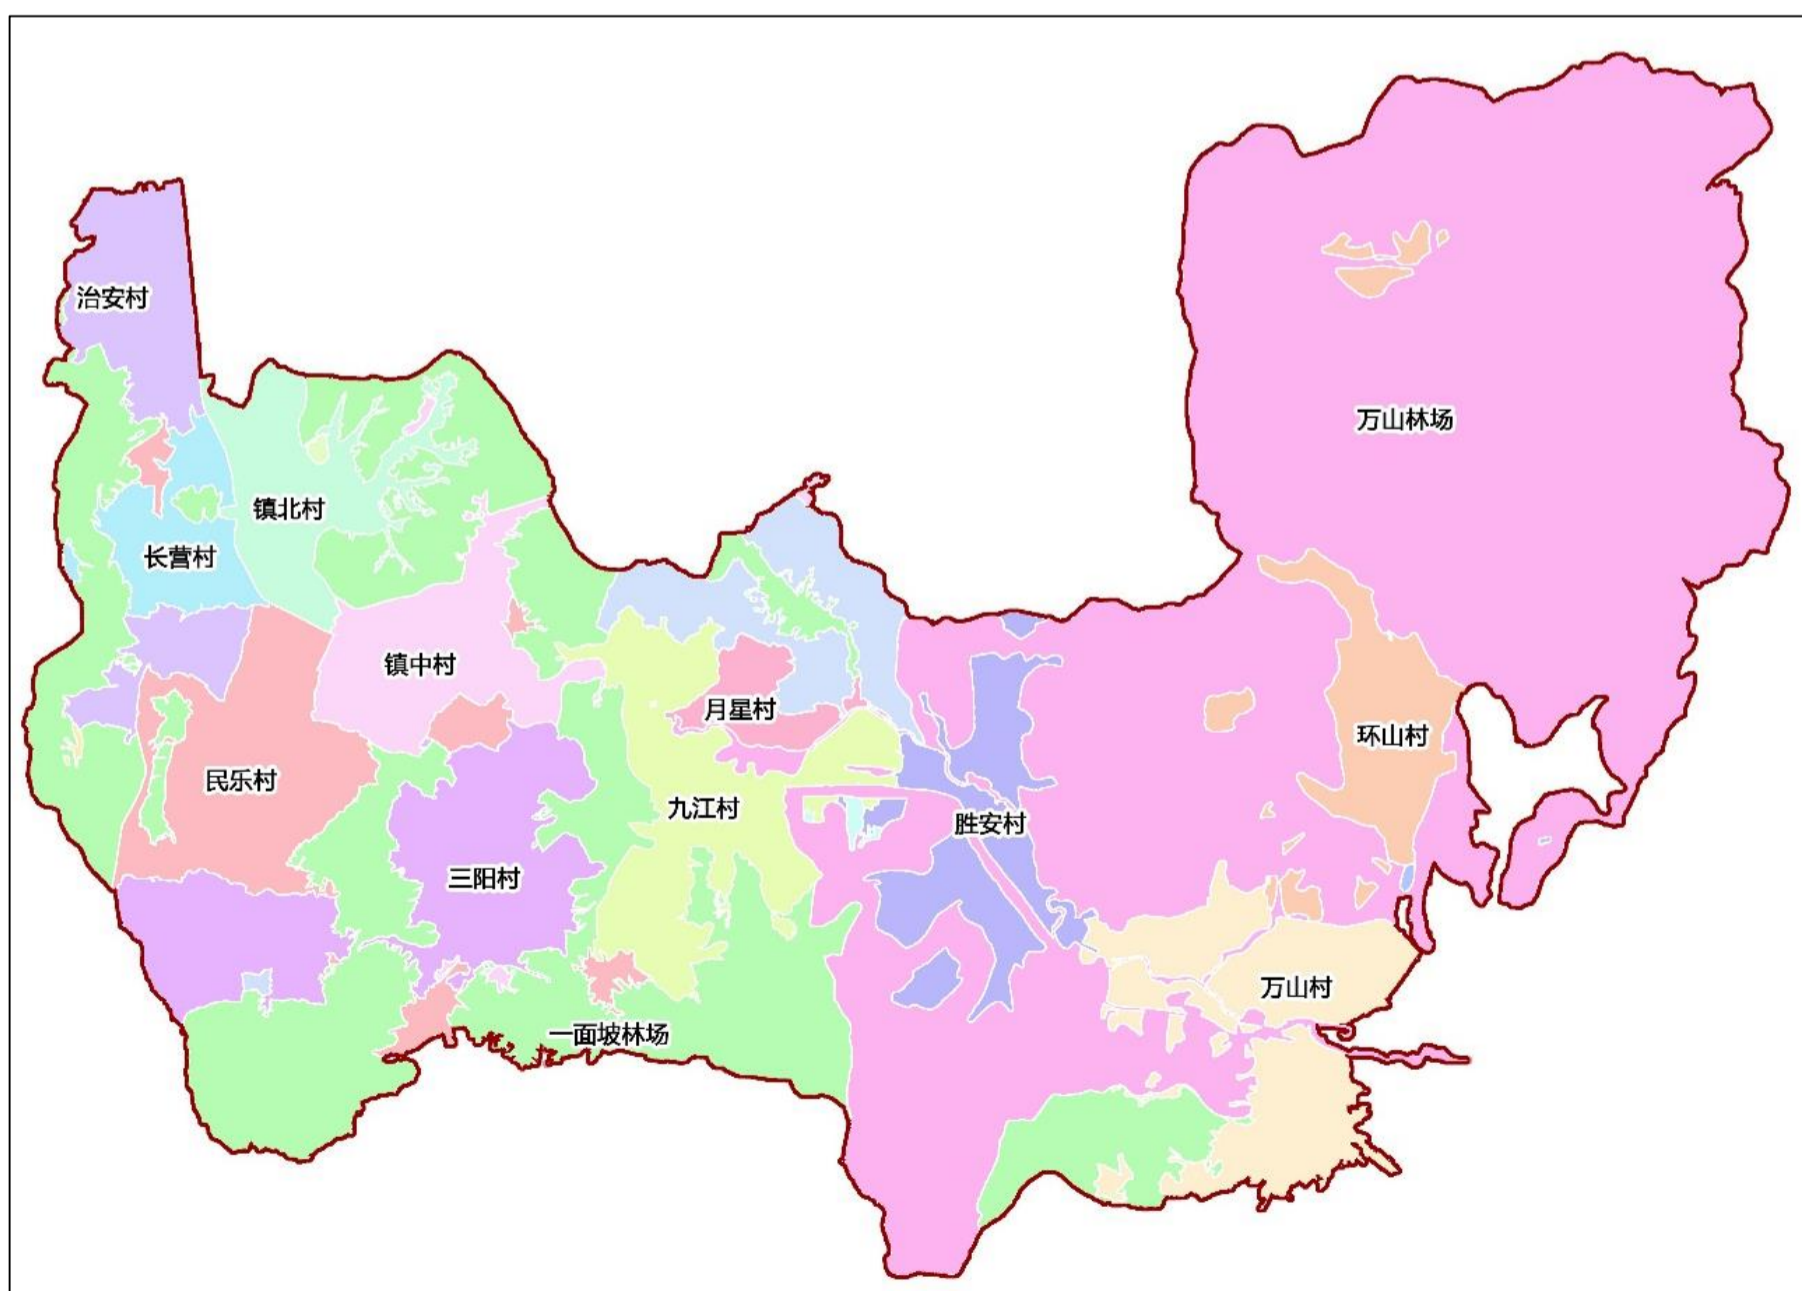 治安村
万山林场
镇北村
长营村
镇中村
月星村
环山村
民乐村
九江村
胜安村
三阳村
万山村
一面坡林场